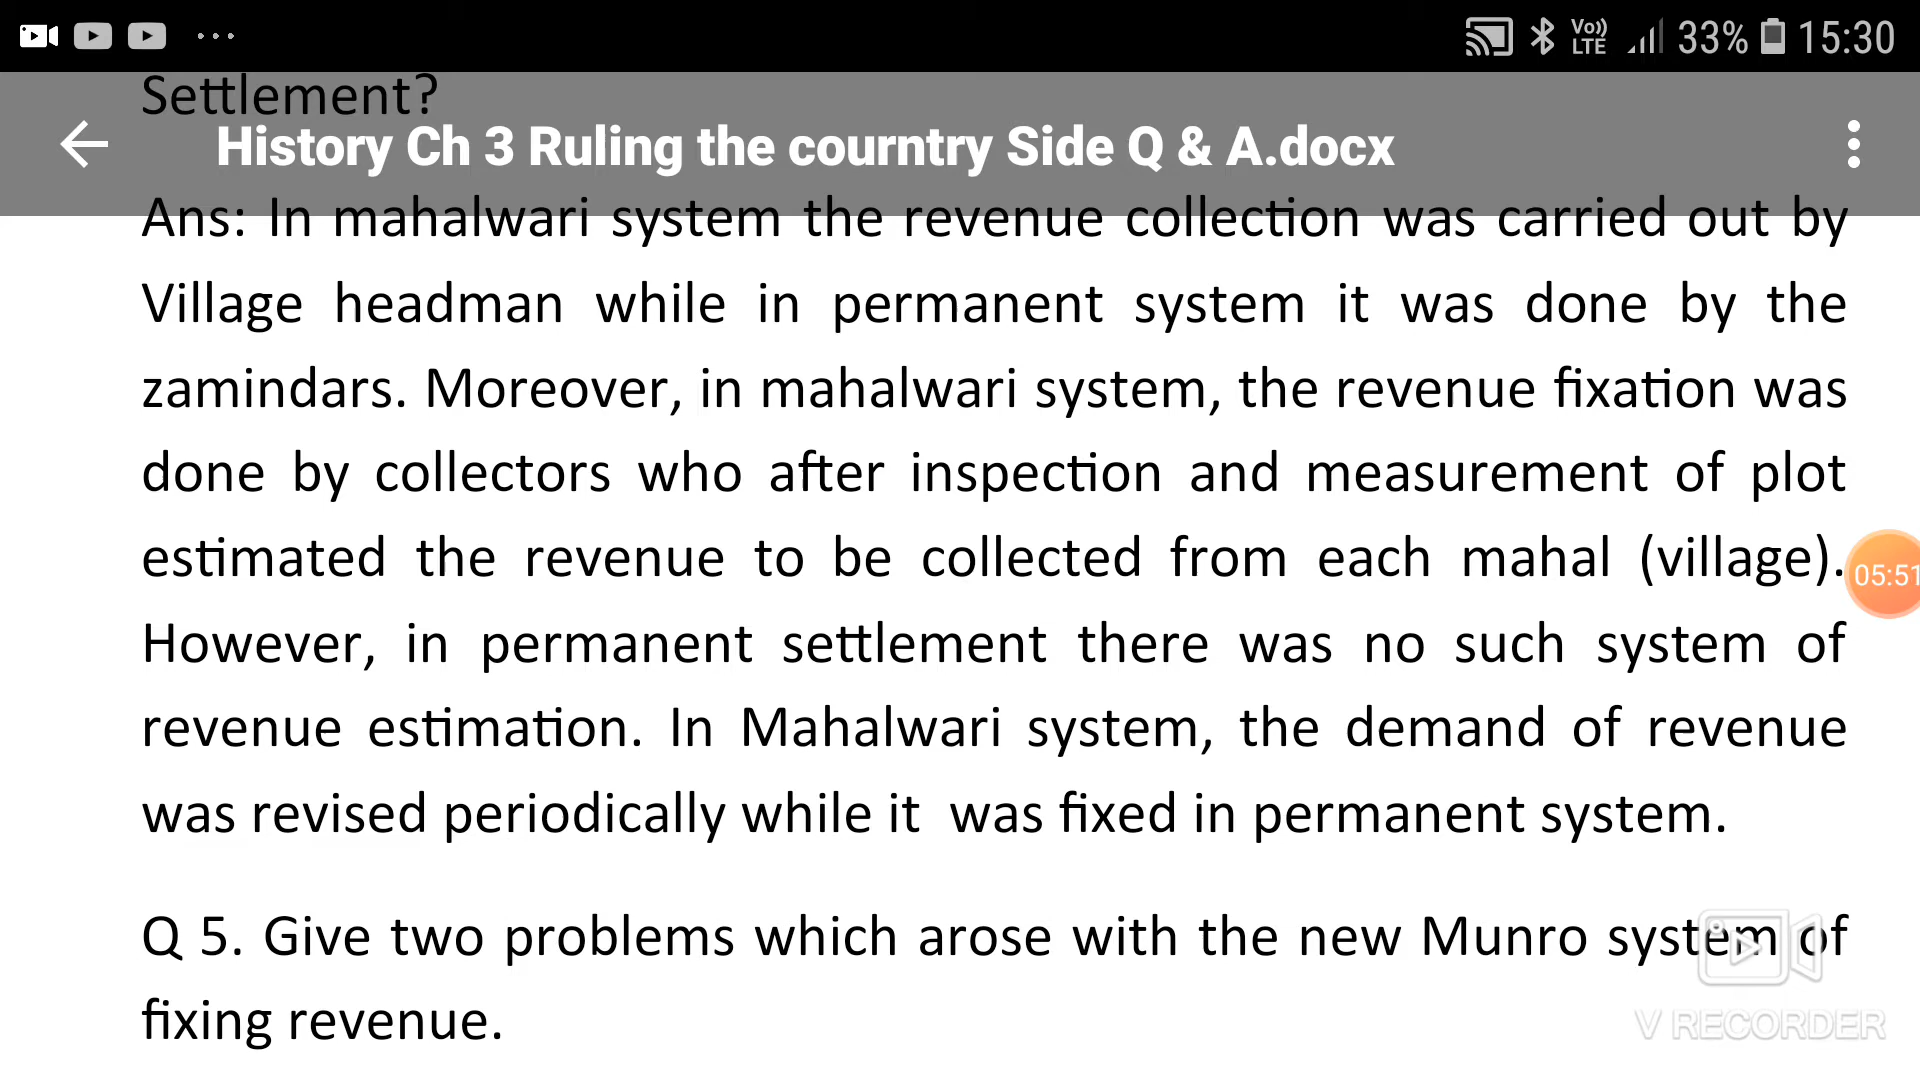 Vo)) LTE 33% 15:30
Settlement?
History Ch 3 Ruling the courntry Side Q & A.docx
Ans: In mahalwari system the revenue collection was carried out by
Village headman while in permanent system it was done by the
zamindars. Moreover, in mahalwari system, the revenue fixation was
done by collectors who after inspection and measurement of plot
estimated the revenue to be collected from each mahal (village).
05:51
However, in permanent settlement there was no such system of
revenue estimation. In Mahalwari system, the demand of revenue
was revised periodically while it was fixed in permanent system.
Q 5. Give two problems which arose with the new Munro system of
fixing revenue.
V RECORDER